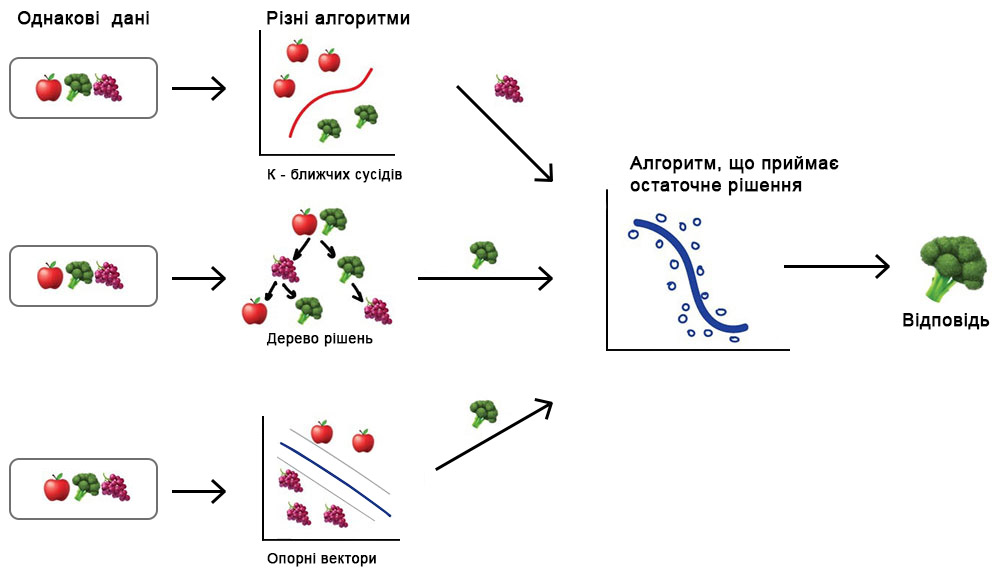 Однакові дані
Різні алгоритми
К - ближчих сусідів
Алгоритм, що приймає
остаточне рішення
Дерево рішень
Відповідь
Опорні вектори